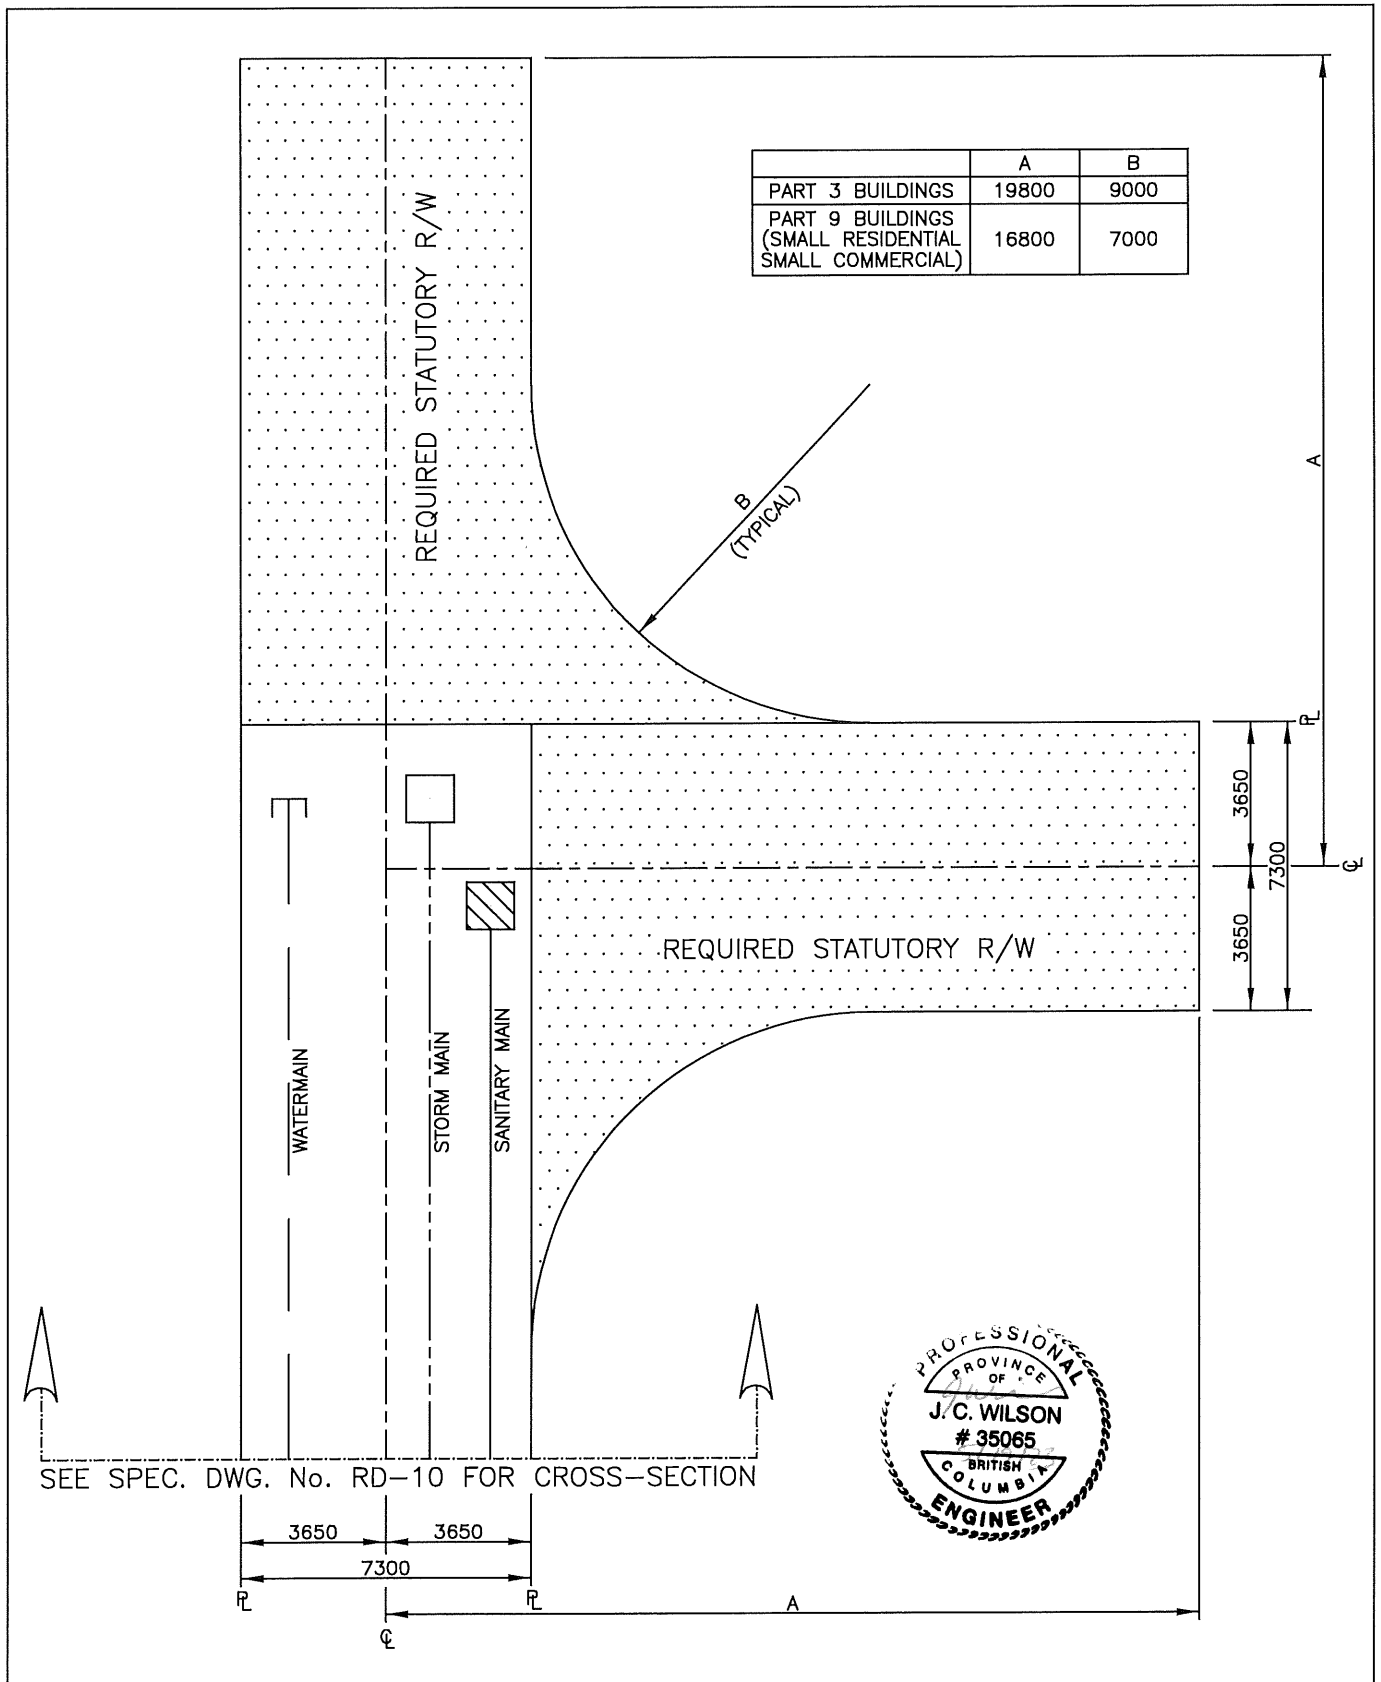 A B
PART 3 BUILDINGS 19800 9000
PART 9 BUILDINGS
(SMALL RESIDENTIAL
SMALL COMMERCIAL) 16800 7000
REQUIRED STATUTORY R/W
B
(TYPICAL)
A
PL
3650
7300
CL
3650
REQUIRED STATUTORY R/W
WATERMAIN
STORM MAIN
SANITARY MAIN
PROFESSIONAL
PROVINCE
OF
J. C. WILSON
# 35065
BRITISH
COLUMBIA
ENGINEER
SEE SPEC. DWG. No. RD-10 FOR CROSS-SECTION
3650 3650
7300
PL PL
A
CL